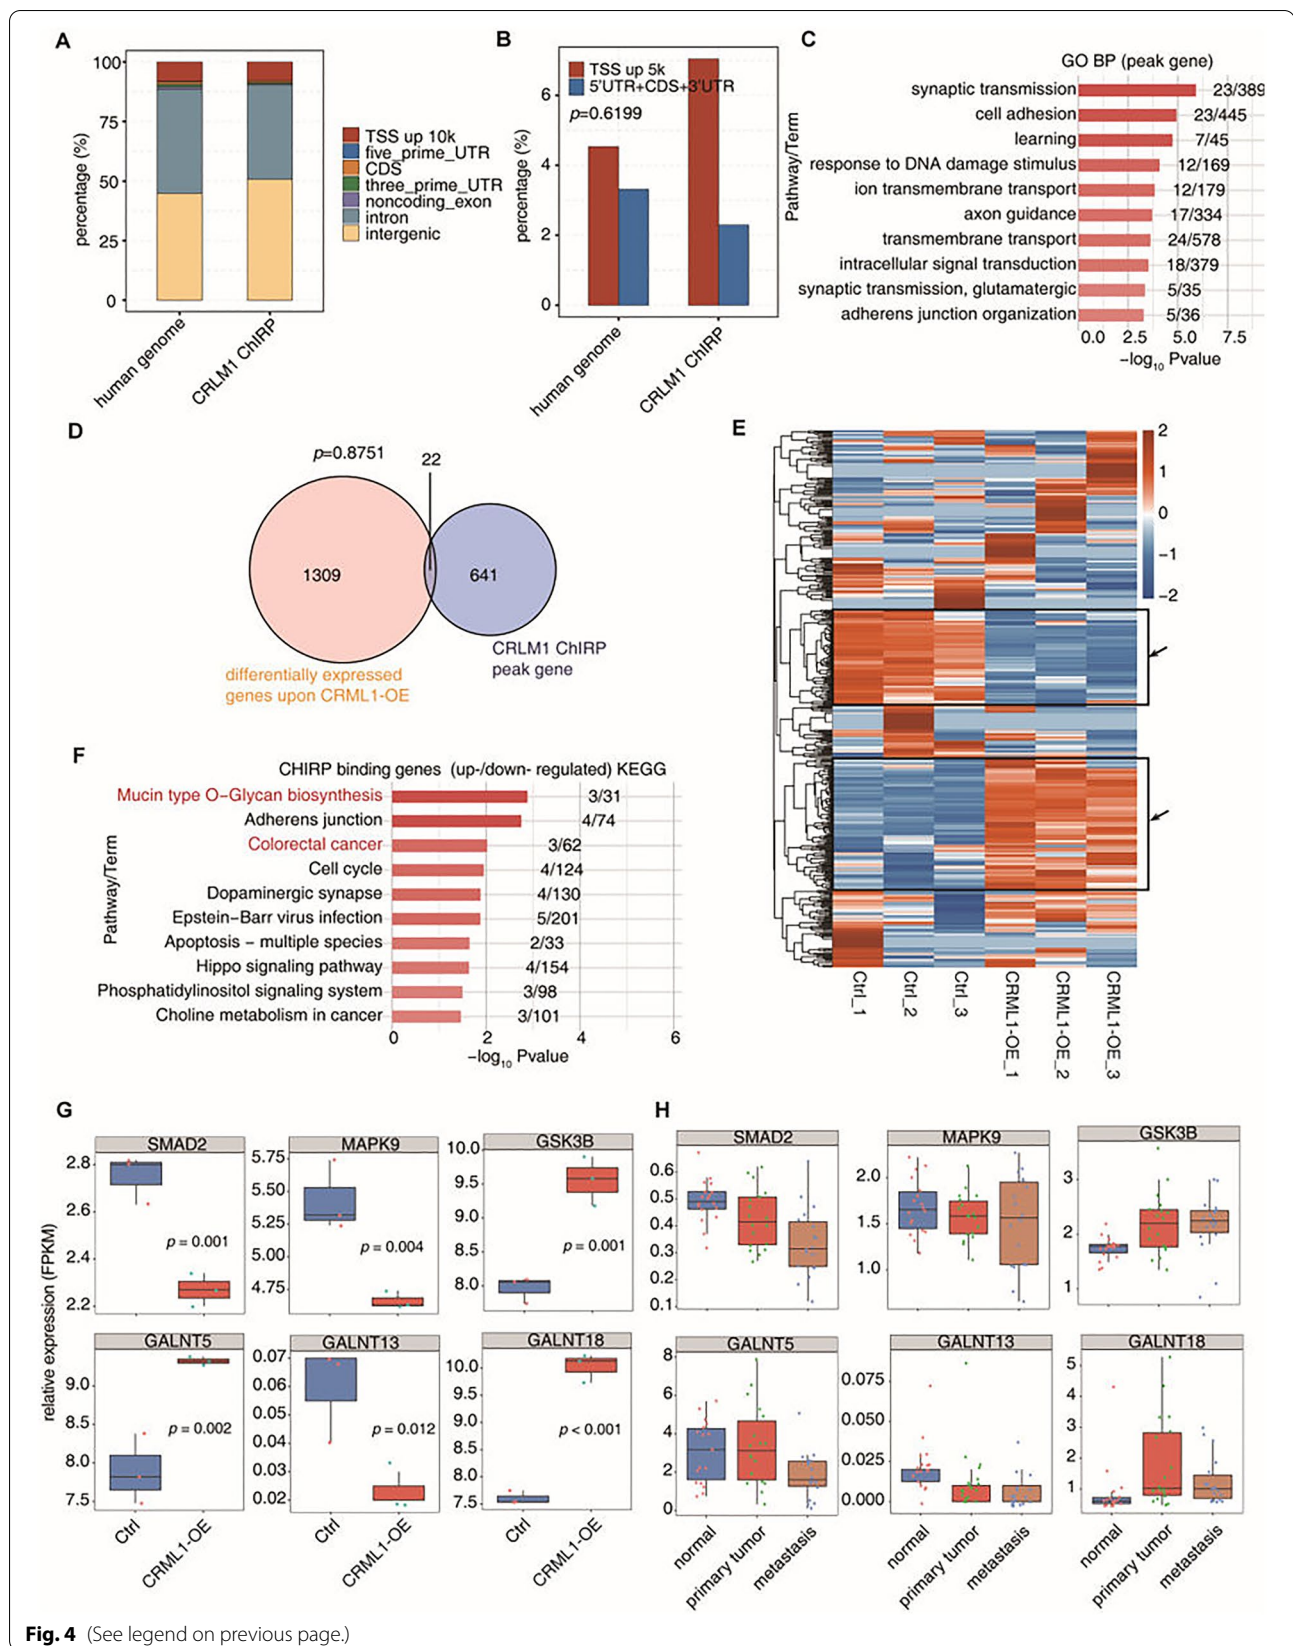 A
100
75
50
25
0
percentage (%)
human genome
CRLM1 ChIRP
TSS up 10k
five_prime_UTR
CDS
three_prime_UTR
noncoding_exon
intron
intergenic
B
TSS up 5k
5'UTR+CDS+3'UTR
p=0.6199
6
4
2
0
percentage (%)
human genome
CRLM1 ChIRP
C
GO BP (peak gene)
Pathway/Term
synaptic transmission 23/389
cell adhesion 23/445
learning 7/45
response to DNA damage stimulus 12/169
ion transmembrane transport 12/179
axon guidance 17/334
transmembrane transport 24/578
intracellular signal transduction 18/379
synaptic transmission, glutamatergic 5/35
adherens junction organization 5/36
0.0 2.5 5.0 7.5
−log10 Pvalue
D
p=0.8751
22
1309
641
differentially expressed
genes upon CRML1-OE
CRLM1 ChIRP
peak gene
E
2
1
0
−1
−2
Ctrl_1
Ctrl_2
Ctrl_3
CRML1-OE_1
CRML1-OE_2
CRML1-OE_3
F
CHIRP binding genes (up-/down- regulated) KEGG
Pathway/Term
Mucin type O−Glycan biosynthesis 3/31
Adherens junction 4/74
Colorectal cancer 3/62
Cell cycle 4/124
Dopaminergic synapse 4/130
Epstein−Barr virus infection 5/201
Apoptosis − multiple species 2/33
Hippo signaling pathway 4/154
Phosphatidylinositol signaling system 3/98
Choline metabolism in cancer 3/101
0 2 4 6
−log10 Pvalue
G
relative expression (FPKM)
SMAD2
2.8
2.6
2.4
2.2
p = 0.001
MAPK9
5.75
5.50
5.25
5.00
4.75
p = 0.004
GSK3B
10.0
9.5
9.0
8.5
8.0
p = 0.001
GALNT5
9.0
8.5
8.0
7.5
p = 0.002
Ctrl
CRML1-OE
GALNT13
0.07
0.06
0.05
0.04
0.03
0.02
p = 0.012
Ctrl
CRML1-OE
GALNT18
10.0
9.5
9.0
8.5
8.0
7.5
p < 0.001
Ctrl
CRML1-OE
H
SMAD2
0.6
0.5
0.4
0.3
0.2
0.1
MAPK9
2.0
1.5
1.0
GSK3B
3
2
1
GALNT5
8
6
4
2
0
normal
primary tumor
metastasis
GALNT13
0.075
0.050
0.025
0.000
normal
primary tumor
metastasis
GALNT18
5
4
3
2
1
normal
primary tumor
metastasis
Fig. 4 (See legend on previous page.)